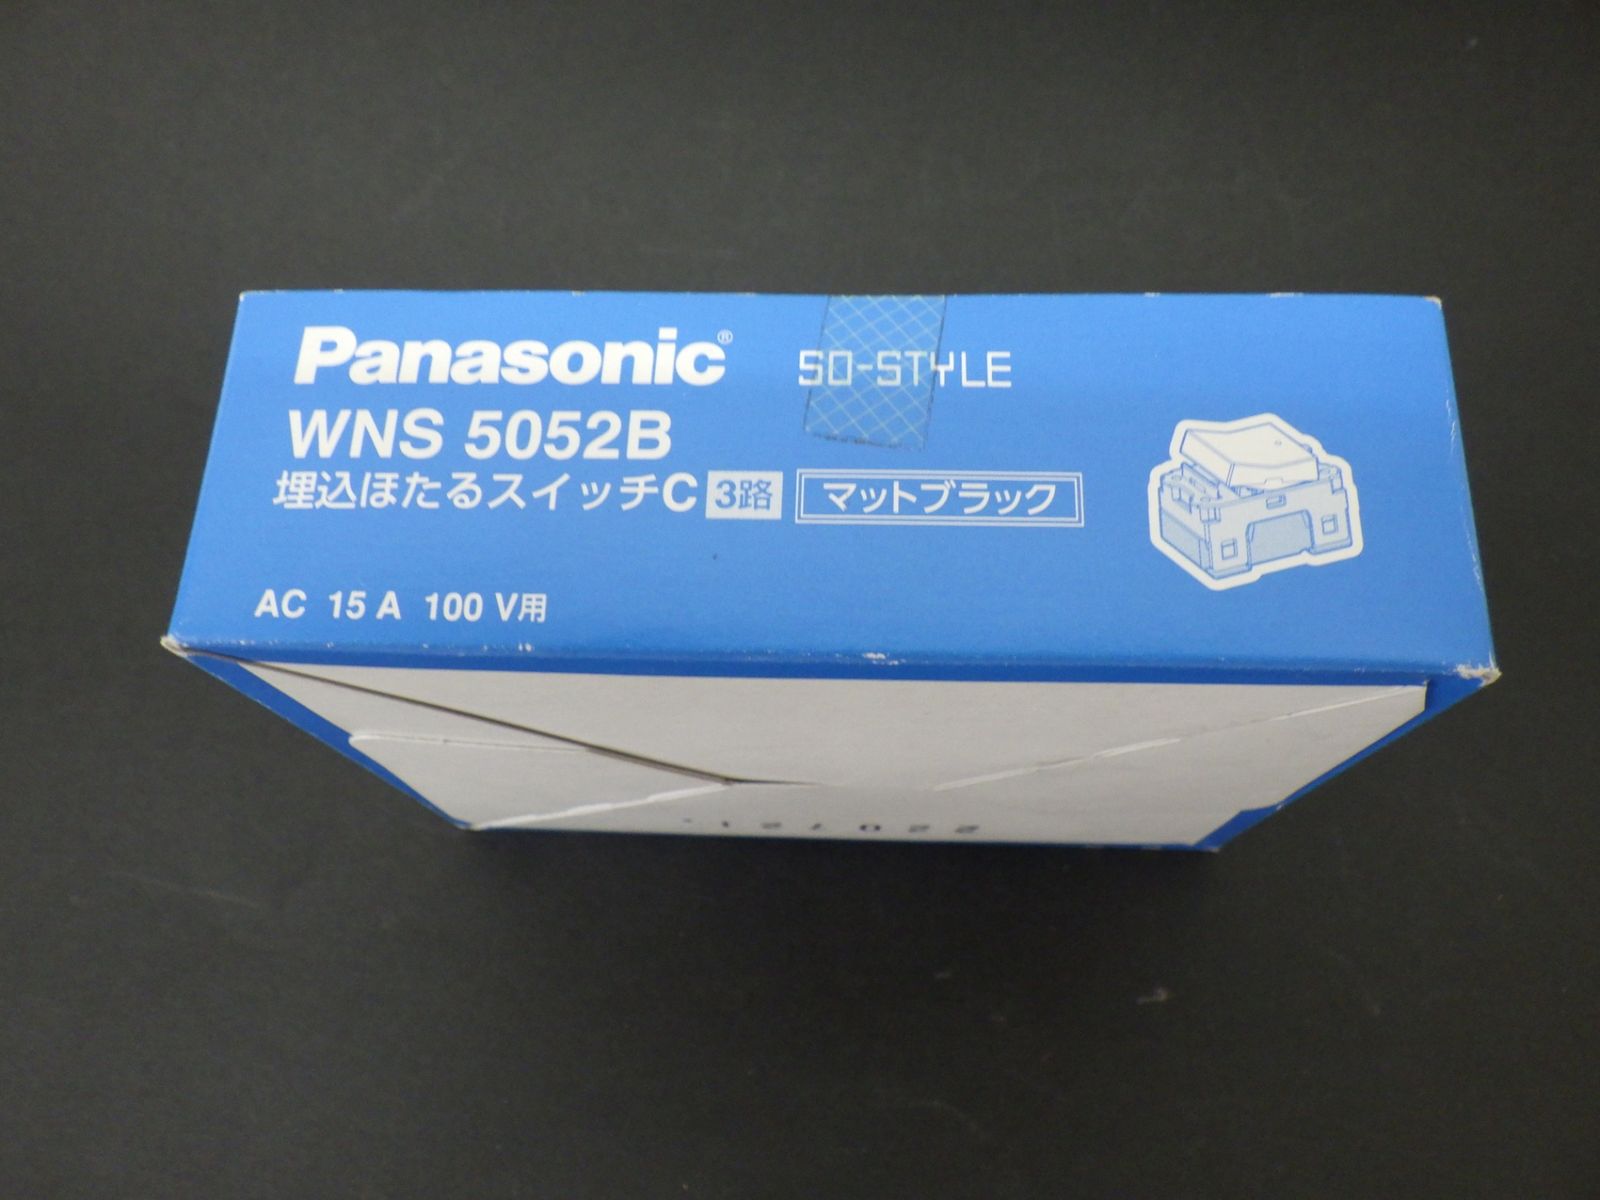 Panasonic® SO-STYLE
WNS 5052B
埋込ほたるスイッチC 3路 マットブラック
AC 15 A 100 V用